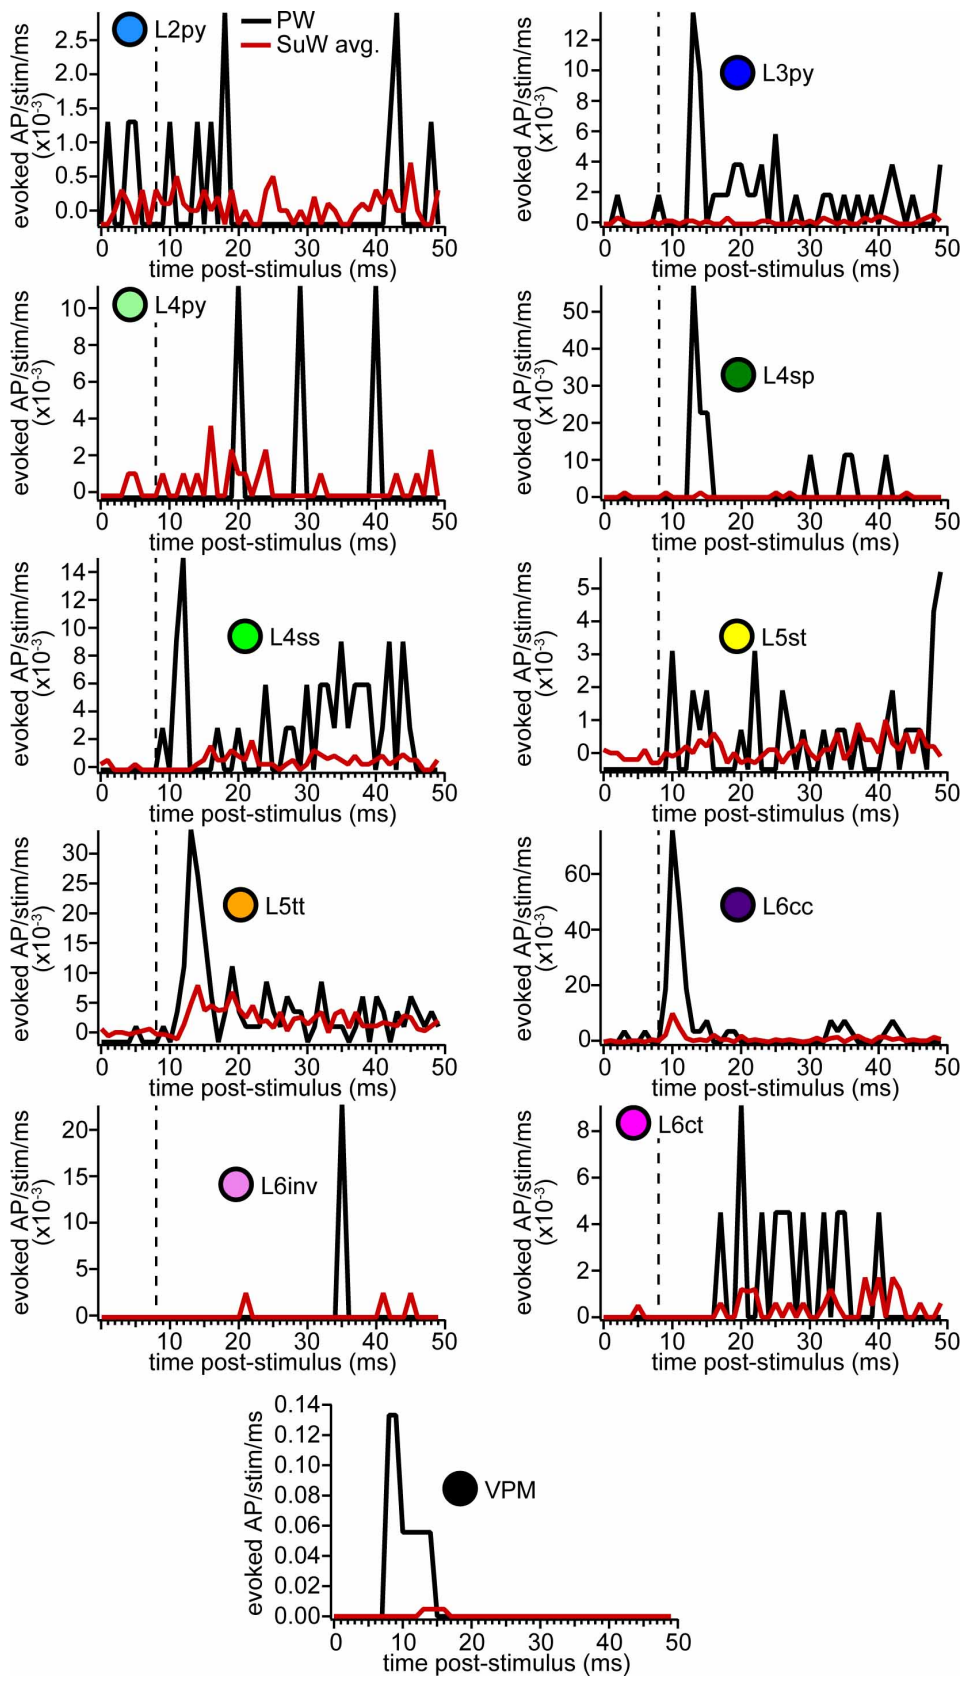 evoked AP/stim/ms
(x10-3)
2.5
2.0
1.5
1.0
0.5
0.0
L2py
PW
SuW avg.
0 10 20 30 40 50
time post-stimulus (ms)
evoked AP/stim/ms
(x10-3)
12
10
8
6
4
2
0
L3py
0 10 20 30 40 50
time post-stimulus (ms)
evoked AP/stim/ms
(x10-3)
10
8
6
4
2
0
L4py
0 10 20 30 40 50
time post-stimulus (ms)
evoked AP/stim/ms
(x10-3)
50
40
30
20
10
0
L4sp
0 10 20 30 40 50
time post-stimulus (ms)
evoked AP/stim/ms
(x10-3)
14
12
10
8
6
4
2
0
L4ss
0 10 20 30 40 50
time post-stimulus (ms)
evoked AP/stim/ms
(x10-3)
5
4
3
2
1
0
L5st
0 10 20 30 40 50
time post-stimulus (ms)
evoked AP/stim/ms
(x10-3)
30
25
20
15
10
5
0
L5tt
0 10 20 30 40 50
time post-stimulus (ms)
evoked AP/stim/ms
(x10-3)
60
40
20
0
L6cc
0 10 20 30 40 50
time post-stimulus (ms)
evoked AP/stim/ms
(x10-3)
20
15
10
5
0
L6inv
10 20 30 40 50
time post-stimulus (ms)
evoked AP/stim/ms
(x10-3)
8
6
4
2
0
L6ct
0 10 20 30 40 50
time post-stimulus (ms)
evoked AP/stim/ms
0.14
0.12
0.10
0.08
0.06
0.04
0.02
0.00
VPM
0 10 20 30 40 50
time post-stimulus (ms)